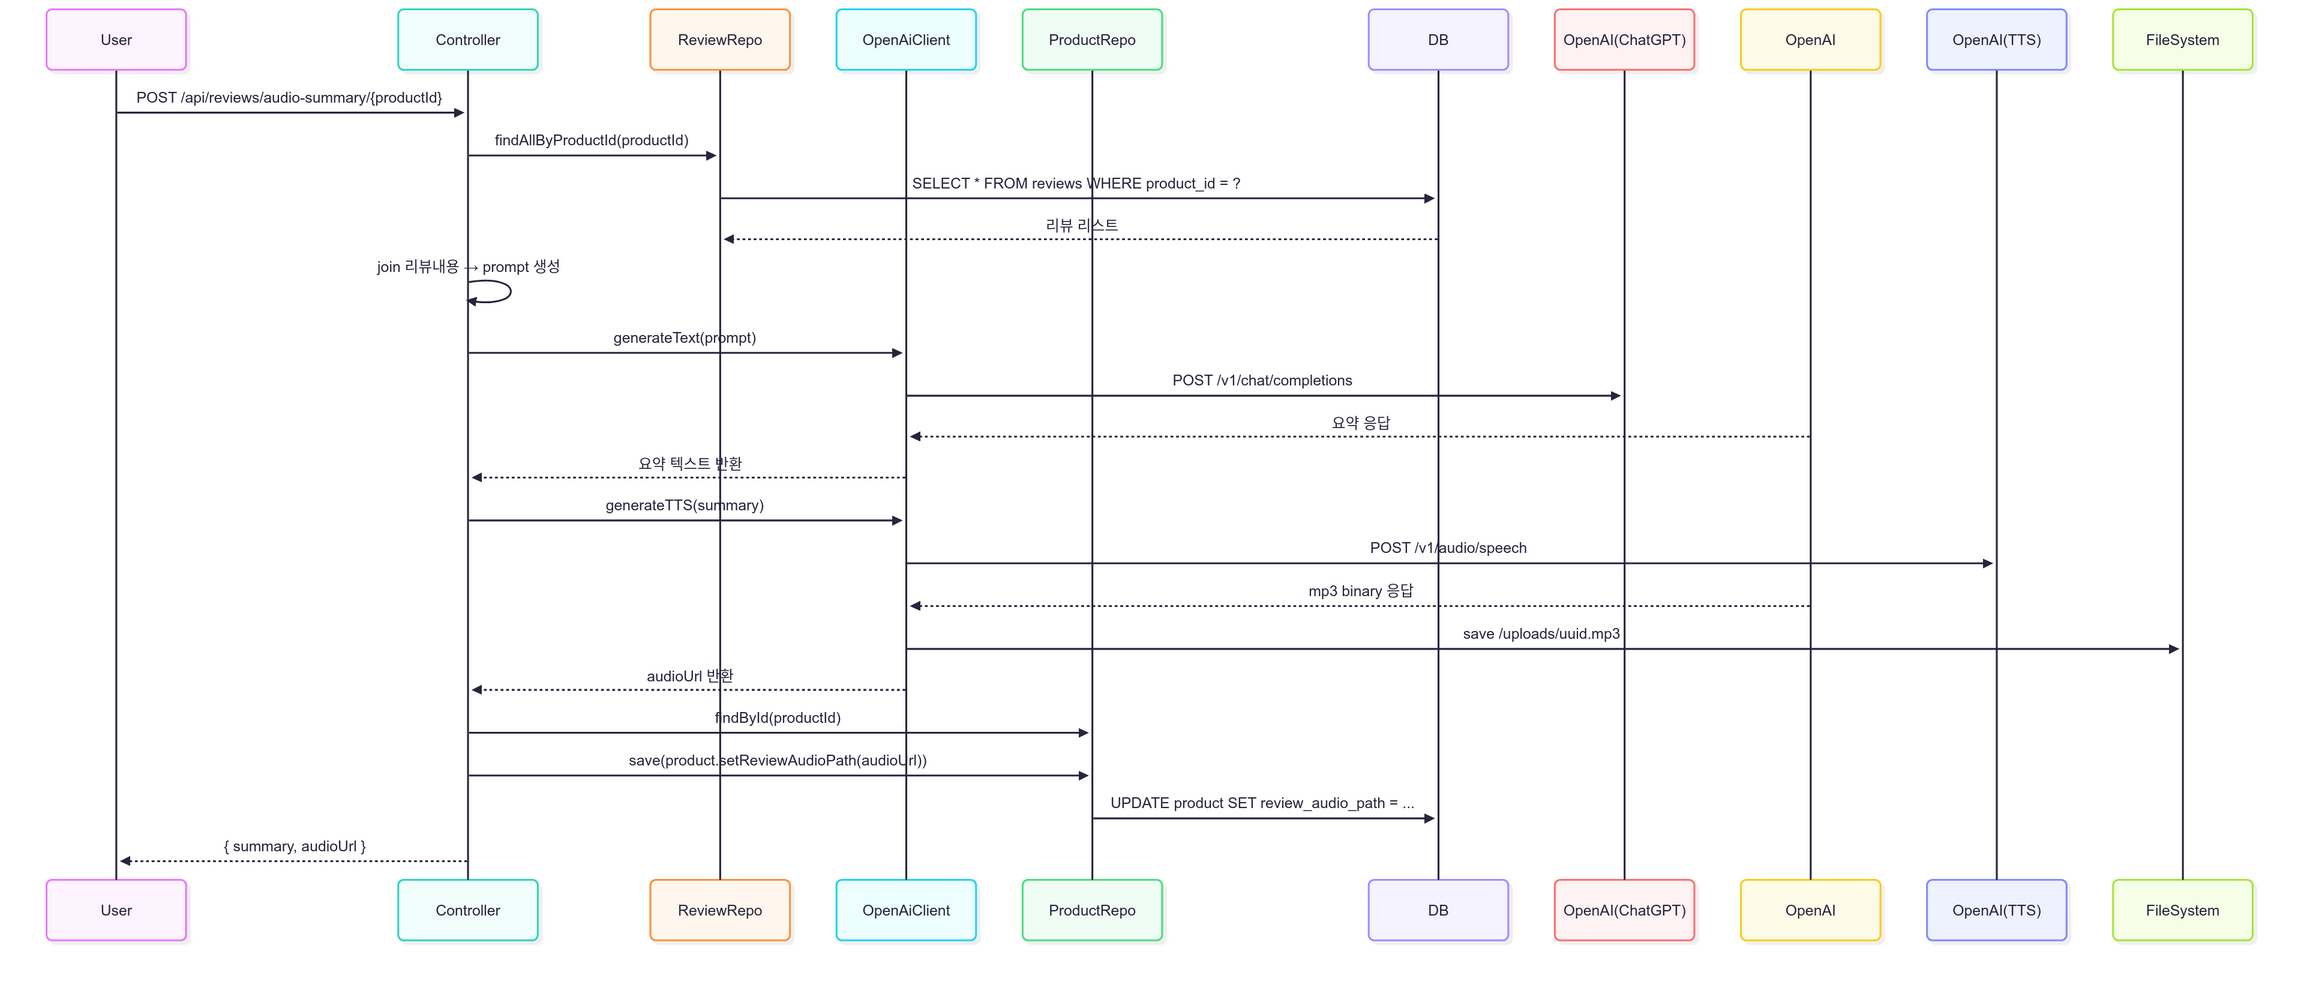 User
Controller
ReviewRepo
OpenAiClient
ProductRepo
DB
OpenAI(ChatGPT)
OpenAI
OpenAI(TTS)
FileSystem
POST /api/reviews/audio-summary/{productId}
findAllByProductId(productId)
SELECT * FROM reviews WHERE product_id = ?
리뷰 리스트
join 리뷰내용 → prompt 생성
generateText(prompt)
POST /v1/chat/completions
요약 응답
요약 텍스트 반환
generateTTS(summary)
POST /v1/audio/speech
mp3 binary 응답
save /uploads/uuid.mp3
audioUrl 반환
findById(productId)
save(product.setReviewAudioPath(audioUrl))
UPDATE product SET review_audio_path = ...
{ summary, audioUrl }
User
Controller
ReviewRepo
OpenAiClient
ProductRepo
DB
OpenAI(ChatGPT)
OpenAI
OpenAI(TTS)
FileSystem